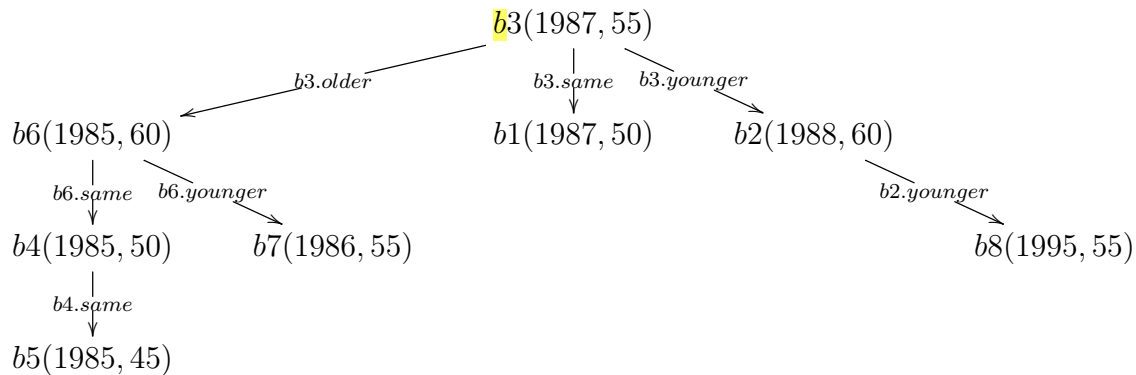 b3(1987, 55)
b3.older b3.same b3.younger
b6(1985, 60) b1(1987, 50) b2(1988, 60)
b6.same b6.younger b2.younger
b4(1985, 50) b7(1986, 55) b8(1995, 55)
b4.same
b5(1985, 45)